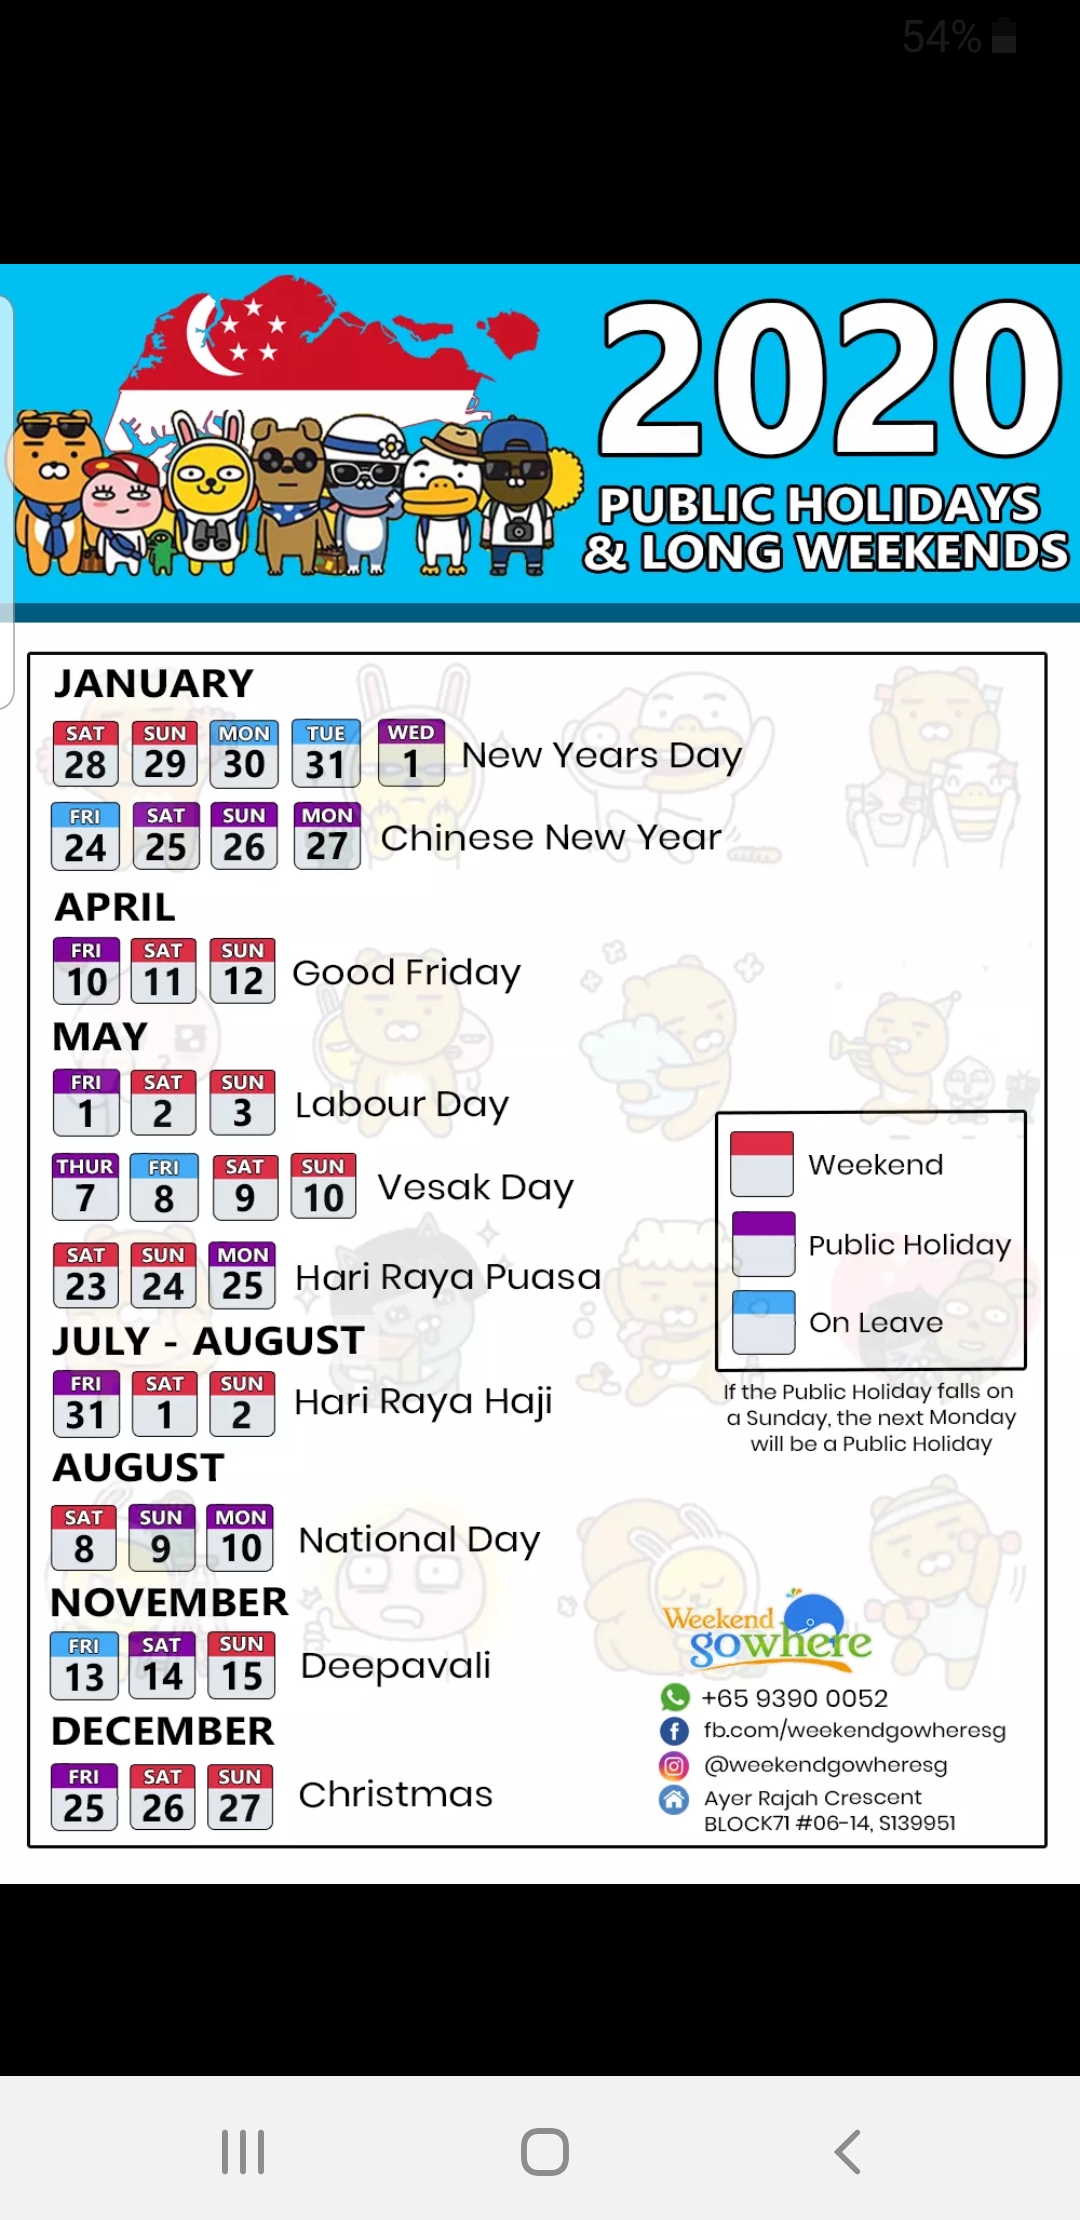 54%
2020
PUBLIC HOLIDAYS
& LONG WEEKENDS
JANUARY
SAT SUN MON TUE WED
28 29 30 31 1 New Years Day
FRI SAT SUN MON
24 25 26 27 Chinese New Year
APRIL
FRI SAT SUN
10 11 12 Good Friday
MAY
FRI SAT SUN
1 2 3 Labour Day
THUR FRI SAT SUN
7 8 9 10 Vesak Day
SAT SUN MON
23 24 25 Hari Raya Puasa
JULY - AUGUST
FRI SAT SUN
31 1 2 Hari Raya Haji
AUGUST
SAT SUN MON
8 9 10 National Day
NOVEMBER
FRI SAT SUN
13 14 15 Deepavali
DECEMBER
FRI SAT SUN
25 26 27 Christmas
Weekend
Public Holiday
On Leave
If the Public Holiday falls on
a Sunday, the next Monday
will be a Public Holiday
Weekend
gowhere
+65 9390 0052
fb.com/weekendgowheresg
@weekendgowheresg
Ayer Rajah Crescent
BLOCK71 #06-14, S139951